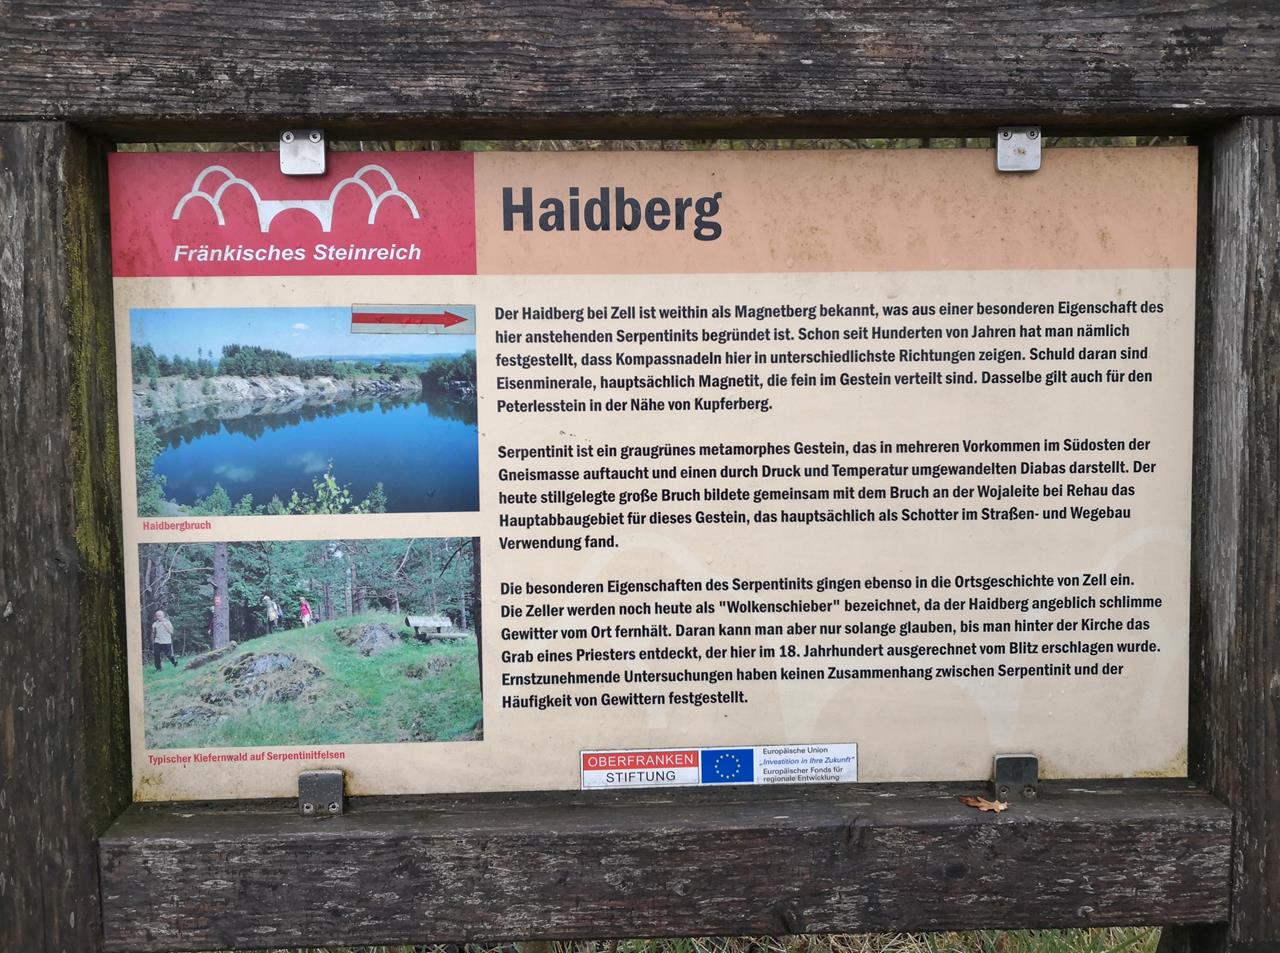 Fränkisches Steinreich
Haidberg
Der Haidberg bei Zell ist weithin als Magnetberg bekannt, was aus einer besonderen Eigenschaft des
hier anstehenden Serpentinits begründet ist. Schon seit Hunderten von Jahren hat man nämlich
festgestellt, dass Kompassnadeln hier in unterschiedlichste Richtungen zeigen. Schuld daran sind
Eisenminerale, hauptsächlich Magnetit, die fein im Gestein verteilt sind. Dasselbe gilt auch für den
Peterlesstein in der Nähe von Kupferberg.
Serpentinit ist ein graugrünes metamorphes Gestein, das in mehreren Vorkommen im Südosten der
Gneismasse auftaucht und einen durch Druck und Temperatur umgewandelten Diabas darstellt. Der
heute stillgelegte große Bruch bildete gemeinsam mit dem Bruch an der Wojaleite bei Rehau das
Hauptabbaugebiet für dieses Gestein, das hauptsächlich als Schotter im Straßen- und Wegebau
Verwendung fand.
Die besonderen Eigenschaften des Serpentinits gingen ebenso in die Ortsgeschichte von Zell ein.
Die Zeller werden noch heute als "Wolkenschieber" bezeichnet, da der Haidberg angeblich schlimme
Gewitter vom Ort fernhält. Daran kann man aber nur solange glauben, bis man hinter der Kirche das
Grab eines Priesters entdeckt, der hier im 18. Jahrhundert ausgerechnet vom Blitz erschlagen wurde.
Ernstzunehmende Untersuchungen haben keinen Zusammenhang zwischen Serpentinit und der
Häufigkeit von Gewittern festgestellt.
Haidbergbruch
Typischer Kiefernwald auf Serpentinitfelsen
OBERFRANKEN
STIFTUNG
Europäische Union
„Investition in Ihre Zukunft"
Europäischer Fonds für
regionale Entwicklung